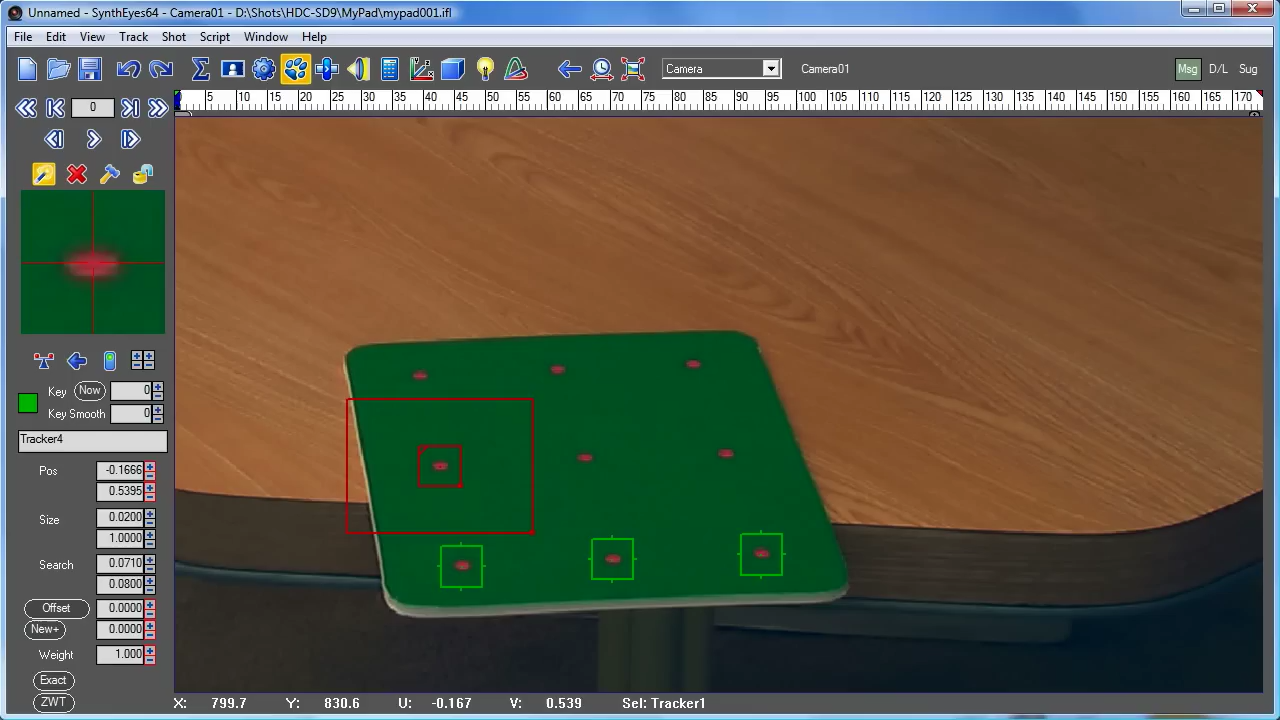 Unnamed - SynthEyes64 - Camera01 - D:\Shots\HDC-SD9\MyPad\mypad001.ifl
File Edit View Track Shot Script Window Help
Camera Camera01 Msg D/L Sug
0 5 10 15 20 25 30 35 40 45 50 55 60 65 70 75 80 85 90 95 100 105 110 115 120 125 130 135 140 145 150 155 160 165 170
Key Now 0
Key Smooth 0
Tracker4
Pos -0.1666
0.5395
Size 0.0200
1.0000
Search 0.0710
0.0800
Offset 0.0000
New+ 0.0000
Weight 1.000
Exact
ZWT
X: 799.7 Y: 830.6 U: -0.167 V: 0.539 Sel: Tracker1